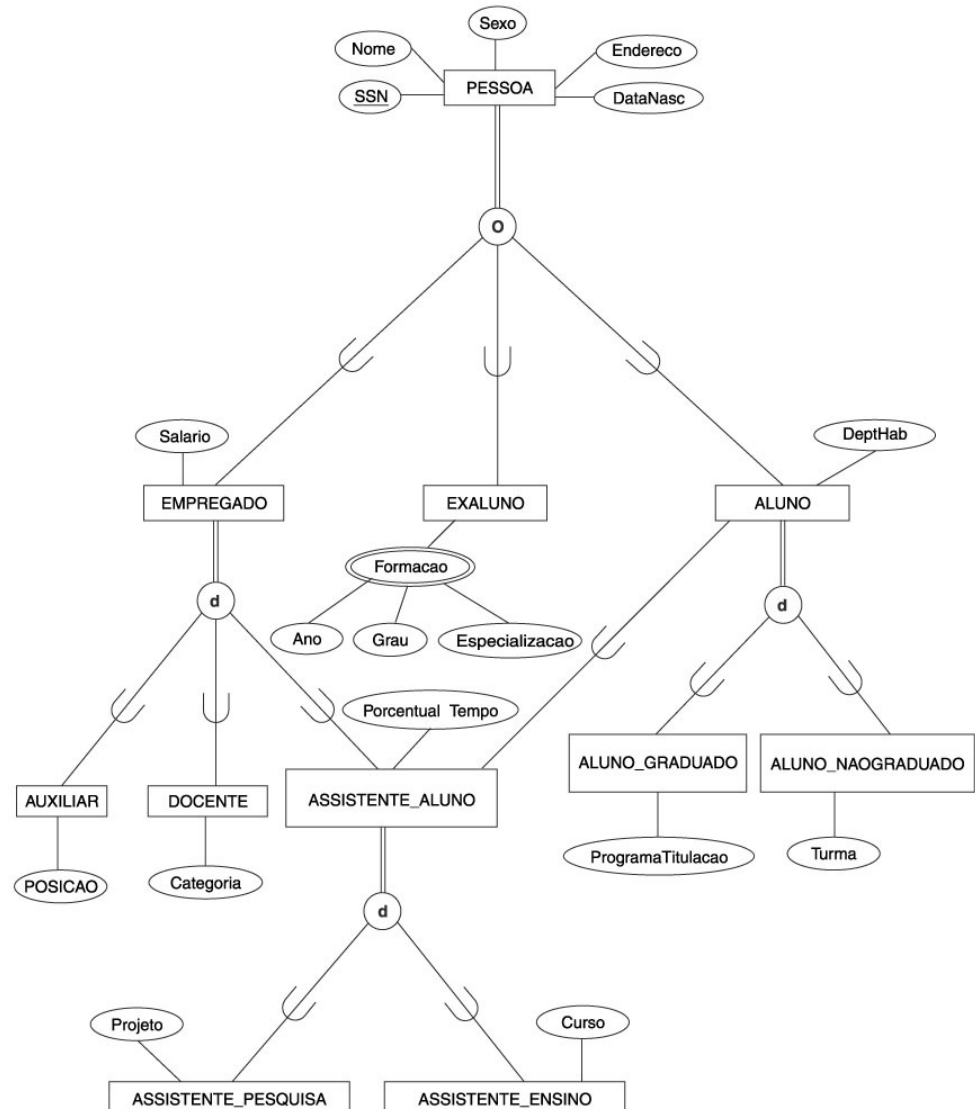 Sexo
Nome
Endereco
PESSOA
SSN
DataNasc
O
Salario
DeptHab
EMPREGADO
EXALUNO
ALUNO
Formacao
d
d
Ano
Grau
Especializacao
Porcentual Tempo
ALUNO_GRADUADO
ALUNO_NAOGRADUADO
AUXILIAR
DOCENTE
ASSISTENTE_ALUNO
ProgramaTitulacao
Turma
POSICAO
Categoria
d
Projeto
Curso
ASSISTENTE_PESQUISA
ASSISTENTE_ENSINO